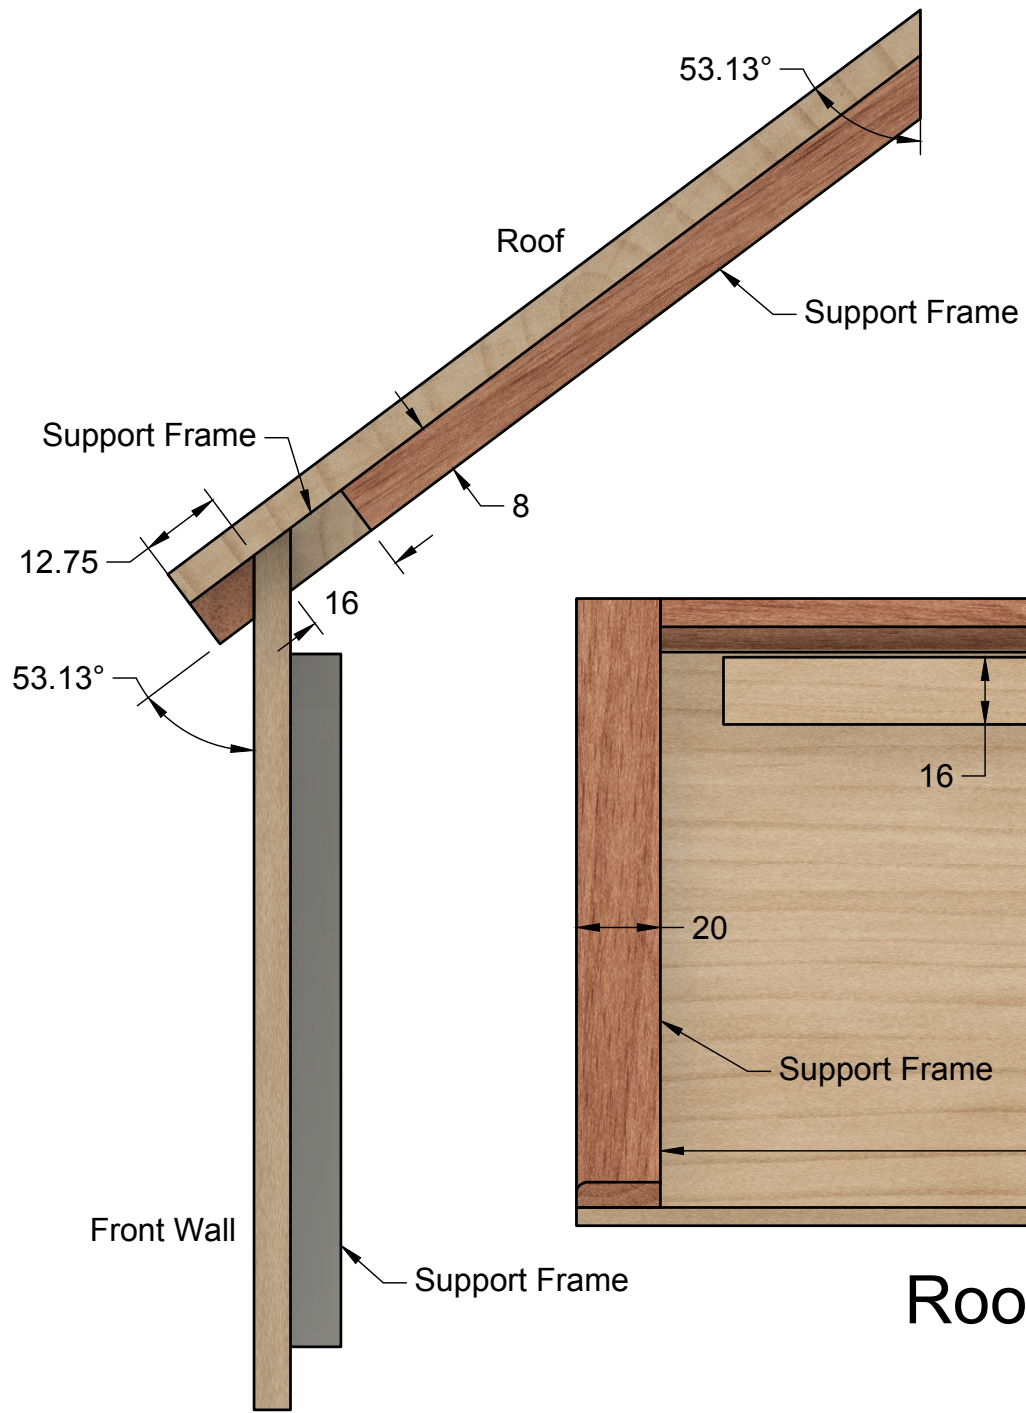 53.13°
Roof
Support Frame
Support Frame
8
12.75
16
53.13°
16
20
Support Frame
Front Wall
Support Frame
Roo